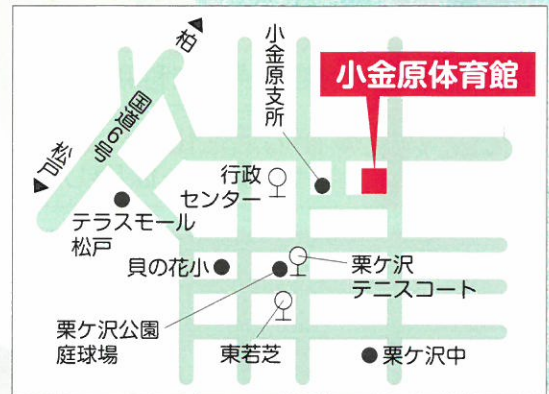 柏
国道6号
松戸
小金原支所
小金原体育館
行政
センター
テラスモール
松戸
貝の花小
栗ケ沢
テニスコート
栗ケ沢公園
庭球場
東若芝
栗ケ沢中